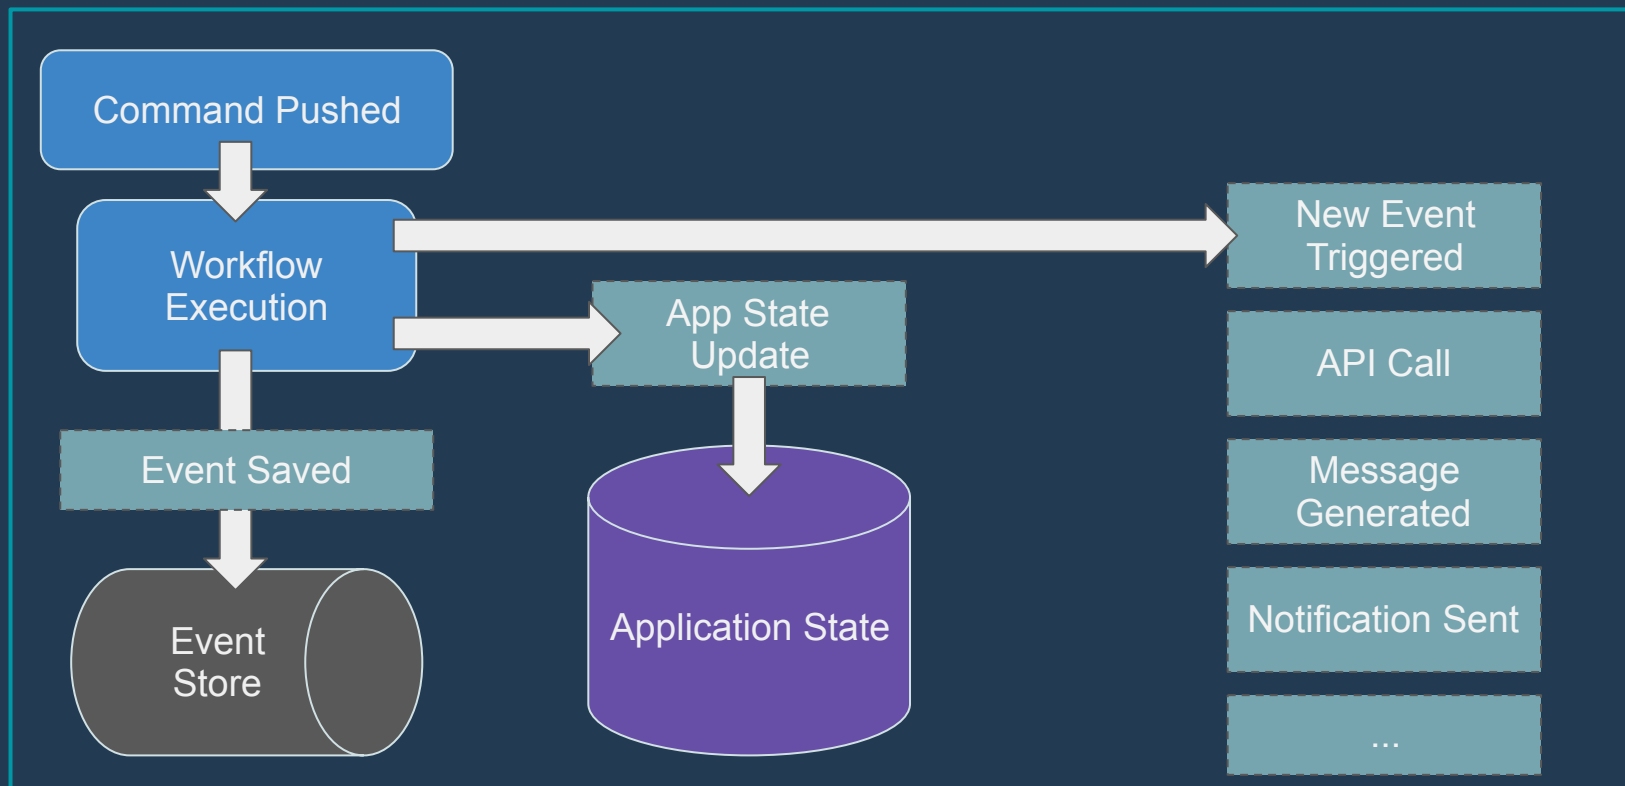 Command Pushed
Workflow
Execution
Event Saved
Event
Store
App State
Update
Application State
New Event
Triggered
API Call
Message
Generated
Notification Sent
...